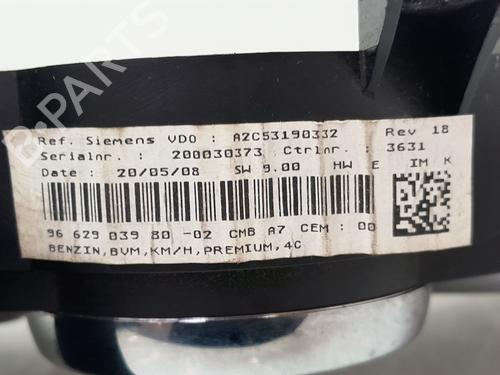 B-PARTS
Ref. Siemens VDO : A2C53190332 Rev 18
Serialnr. : 200030373 Ctrlnr. : 3631
Date : 20/05/08 SW 9.00 HW E IM K
96 629 039 80 -02 CMB A7 CEM : 00
BENZIN,BVM,KM/H,PREMIUM,4C